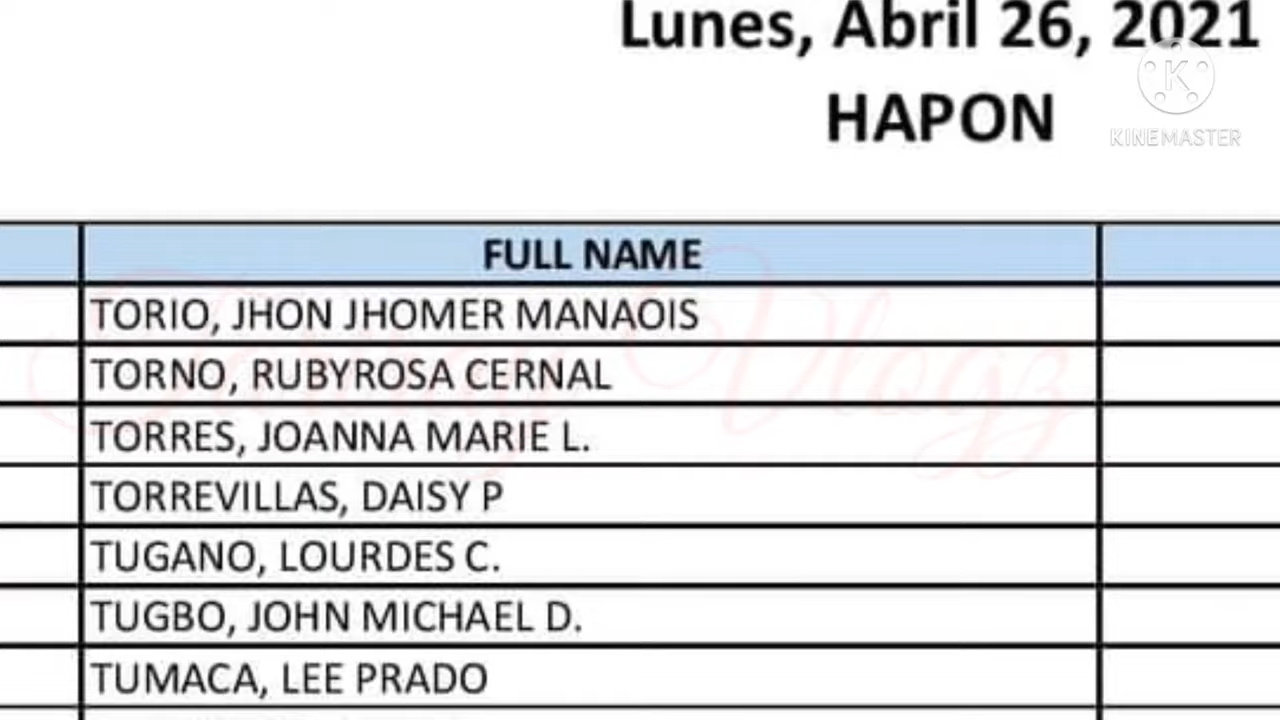 Lunes, Abril 26, 2021
HAPON
KINEMASTER
FULL NAME
TORIO, JHON JHOMER MANAOIS
TORNO, RUBYROSA CERNAL
TORRES, JOANNA MARIE L.
TORREVILLAS, DAISY P
TUGANO, LOURDES C.
TUGBO, JOHN MICHAEL D.
TUMACA, LEE PRADO
Vlogz